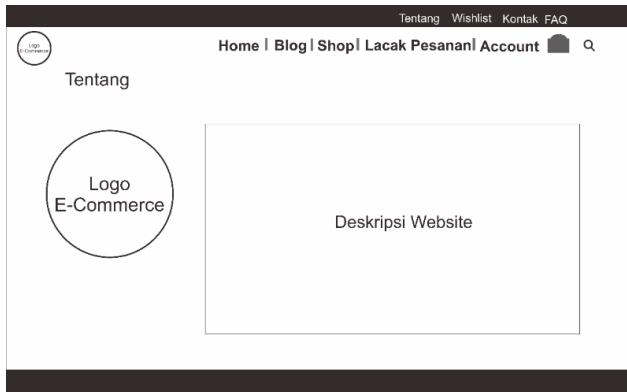 Tentang Wishlist Kontak FAQ
Logo
E-Commerce
Home | Blog | Shop | Lacak Pesanan | Account
Tentang
Logo
E-Commerce
Deskripsi Website